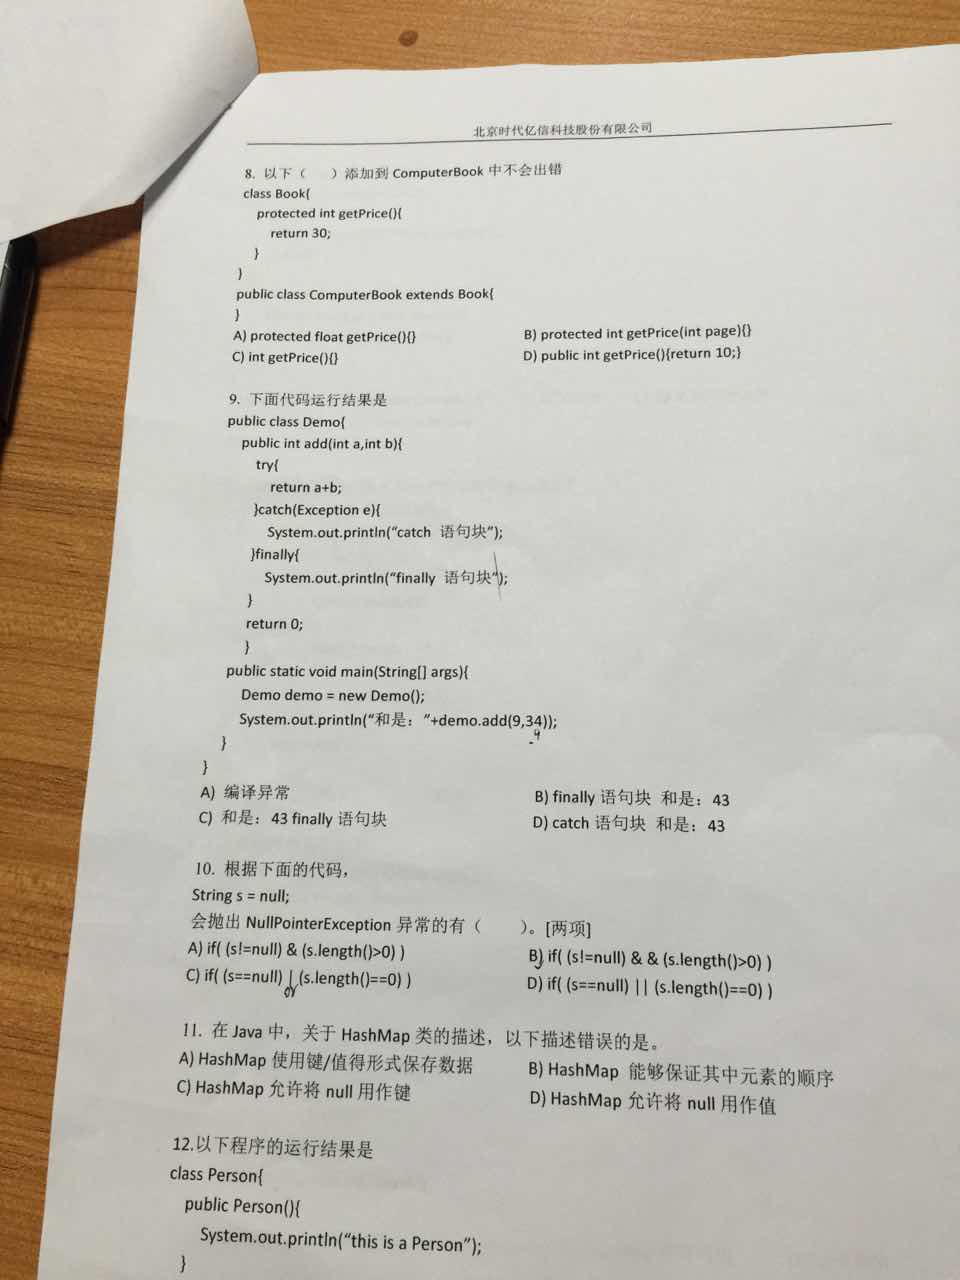 北京时代亿信科技股份有限公司
8. 以下（ ）添加到 ComputerBook 中不会出错
class Book{
protected int getPrice(){
return 30;
}
}
public class ComputerBook extends Book{
}
A) protected float getPrice(){} B) protected int getPrice(int page){}
C) int getPrice(){} D) public int getPrice(){return 10;}
9. 下面代码运行结果是
public class Demo{
public int add(int a,int b){
try{
return a+b;
}catch(Exception e){
System.out.println(“catch 语句块”);
}finally{
System.out.println(“finally 语句块”);
}
return 0;
}
public static void main(String[] args){
Demo demo = new Demo();
System.out.println(“和是：”+demo.add(9,34));
}
}
A) 编译异常 B) finally 语句块 和是：43
C) 和是：43 finally 语句块 D) catch 语句块 和是：43
10. 根据下面的代码，
String s = null;
会抛出 NullPointerException 异常的有（ ）。[两项]
A) if( (s!=null) & (s.length()>0) ) B) if( (s!=null) & & (s.length()>0) )
C) if( (s==null) | (s.length()==0) ) D) if( (s==null) || (s.length()==0) )
or
11. 在 Java 中，关于 HashMap 类的描述，以下描述错误的是。
A) HashMap 使用键/值得形式保存数据 B) HashMap 能够保证其中元素的顺序
C) HashMap 允许将 null 用作键 D) HashMap 允许将 null 用作值
12.以下程序的运行结果是
class Person{
public Person(){
System.out.println(“this is a Person”);
}